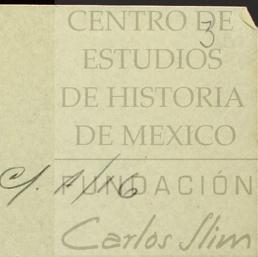 3
CENTRO DE
ESTUDIOS
DE HISTORIA
DE MEXICO
FUNDACIÓN
Carlos Slim